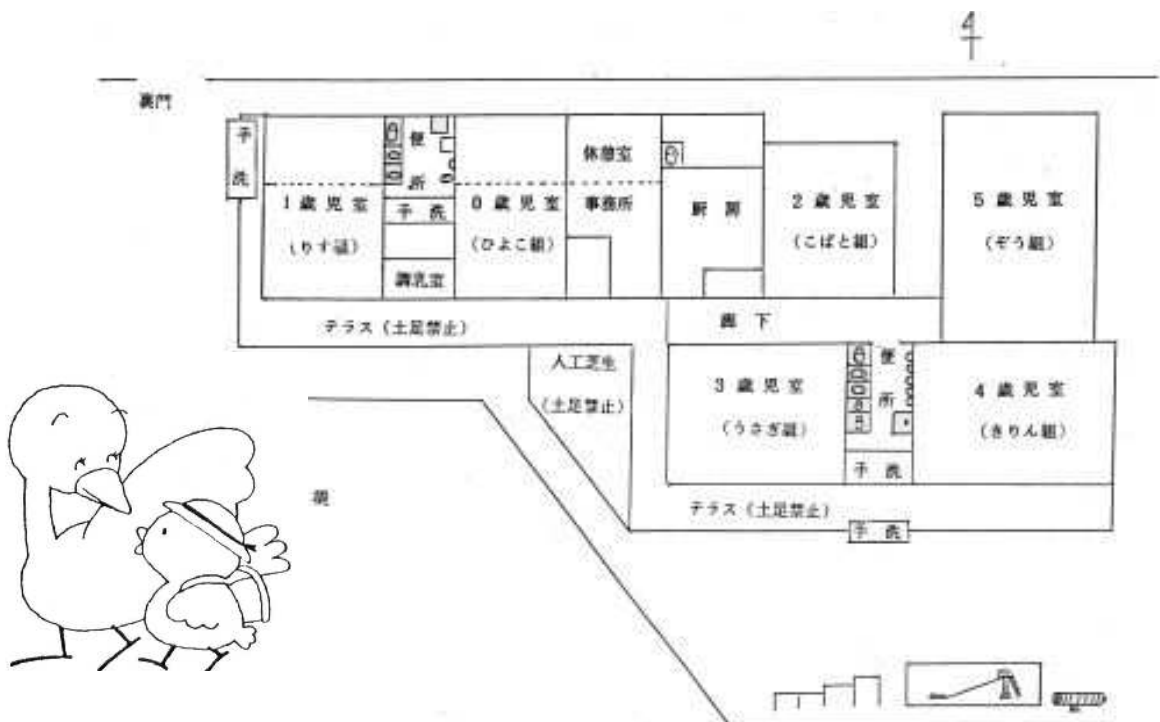 裏門
手
洗
便
所
休憩室
1歳児室
(りす組)
手 洗
0歳児室
(ひよこ組)
事務所
厨 房
2歳児室
(こばと組)
5歳児室
(ぞう組)
調乳室
テラス(土足禁止)
廊 下
人工芝生
(土足禁止)
3歳児室
(うさぎ組)
便
所
4歳児室
(きりん組)
手 洗
テラス(土足禁止)
手 洗